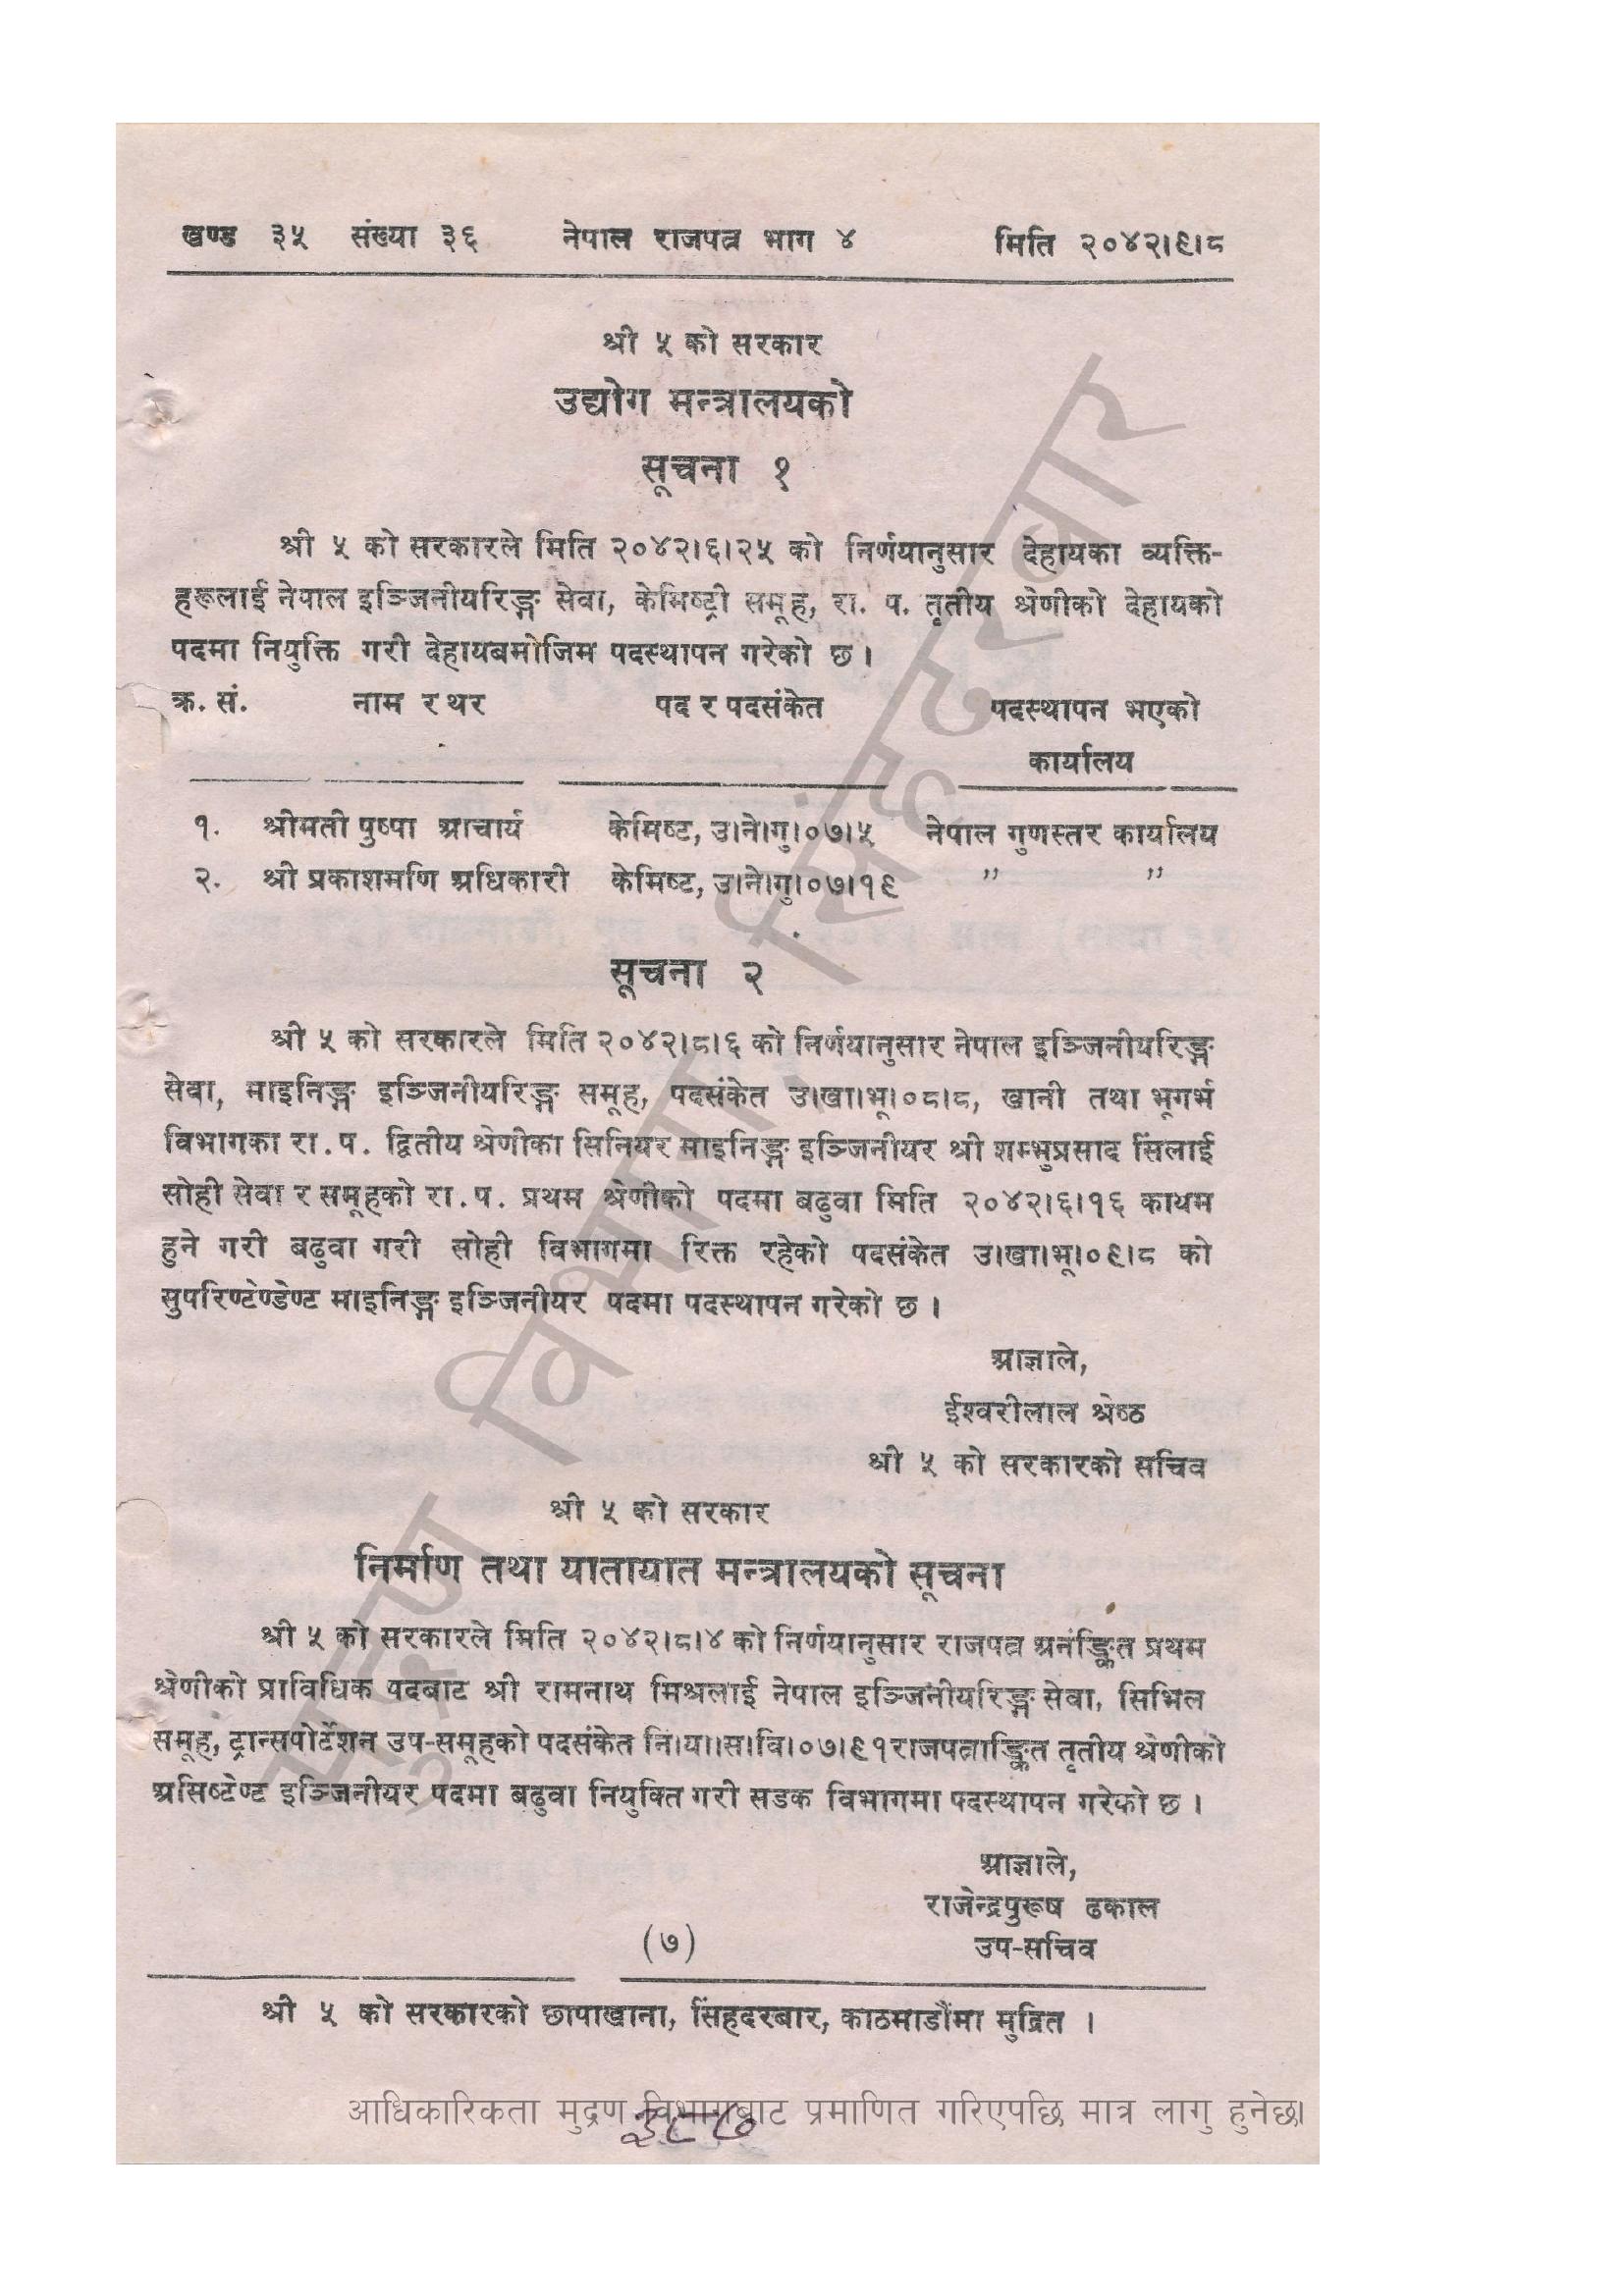 खण्ड ३५ संख्या ३६ नेपाल राजपत्र भाग ४ मिति २०४२।९।८
श्री ५ को सरकार
उद्योग मन्त्रालयको
सूचना १
श्री ५ को सरकारले मिति २०४२।६।२५ को निर्णयानुसार देहायका व्यक्ति-
हरूलाई नेपाल इञ्जिनीयरिङ्ग सेवा, केमिष्ट्री समूह, रा. प. तृतीय श्रेणीको देहायको
पदमा नियुक्ति गरी देहायबमोजिम पदस्थापन गरेको छ ।
क्र. सं. नाम र थर पद र पदसंकेत पदस्थापन भएको
कार्यालय
१. श्रीमती पुष्पा आचार्य केमिष्ट, उ।ने।गु।०७।५ नेपाल गुणस्तर कार्यालय
२. श्री प्रकाशमणि अधिकारी केमिष्ट, उ।ने।गु।०७।१९ ,, ,,
सूचना २
श्री ५ को सरकारले मिति २०४२।८।६ को निर्णयानुसार नेपाल इञ्जिनीयरिङ्ग
सेवा, माइनिङ्ग इञ्जिनीयरिङ्ग समूह, पदसंकेत उ।खा।भू।०८।८, खानी तथा भूगर्भ
विभागका रा. प. द्वितीय श्रेणीका सिनियर माइनिङ्ग इञ्जिनीयर श्री शम्भुप्रसाद सिंलाई
सोही सेवा र समूहको रा. प. प्रथम श्रेणीको पदमा बढुवा मिति २०४२।६।१६ कायम
हुने गरी बढुवा गरी सोही विभागमा रिक्त रहेको पदसंकेत उ।खा।भू।०९।८ को
सुपरिण्टेण्डेण्ट माइनिङ्ग इञ्जिनीयर पदमा पदस्थापन गरेको छ ।
आज्ञाले,
ईश्वरीलाल श्रेष्ठ
श्री ५ को सरकारको सचिव
श्री ५ को सरकार
निर्माण तथा यातायात मन्त्रालयको सूचना
श्री ५ को सरकारले मिति २०४२।८।४ को निर्णयानुसार राजपत्र अनंङ्कित प्रथम
श्रेणीको प्राविधिक पदबाट श्री रामनाथ मिश्रलाई नेपाल इञ्जिनीयरिङ्ग सेवा, सिभिल
समूह, ट्रान्सपोर्टेशन उप-समूहको पदसंकेत नि।य।।स।वि।०७।९१ राजपत्राङ्कित तृतीय श्रेणीको
असिष्टेण्ट इञ्जिनीयर पदमा बढुवा नियुक्ति गरी सडक विभागमा पदस्थापन गरेको छ ।
आज्ञाले,
राजेन्द्रपुरूष ढकाल
उप-सचिव
(७)
श्री ५ को सरकारको छापाखाना, सिंहदरबार, काठमाडौंमा मुद्रित ।
आधिकारिकता मुद्रण विभागबाट प्रमाणित गरिएपछि मात्र लागु हुनेछ।
३८७
मुद्रण विभाग, सिंहदरबार